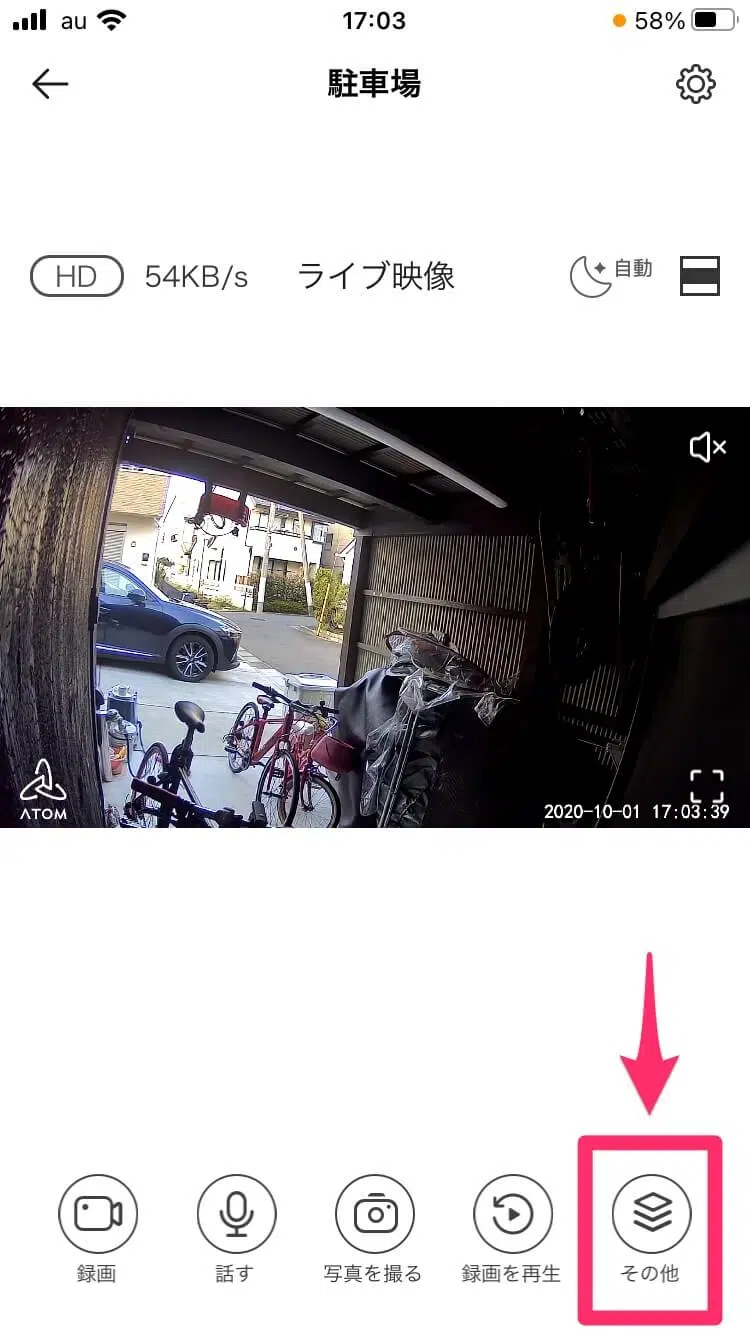 au 17:03 58%
駐車場
HD 54KB/s ライブ映像 自動
ATOM
2020-10-01 17:03:39
録画 話す 写真を撮る 録画を再生 その他